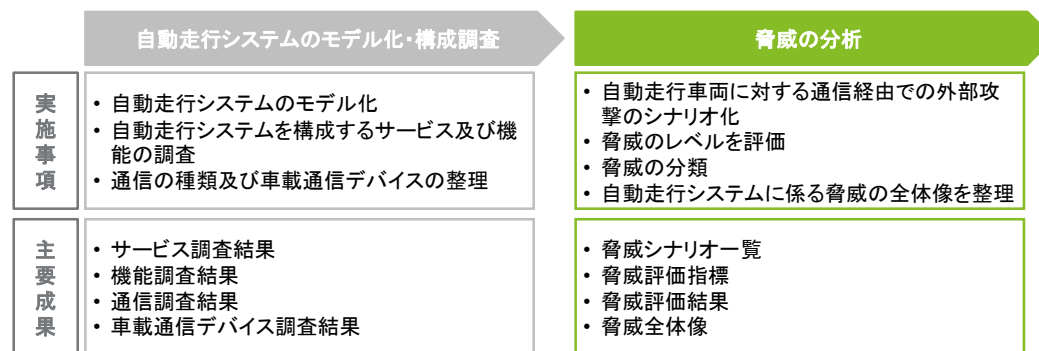 自動走行システムのモデル化・構成調査
脅威の分析
実施事項
• 自動走行システムのモデル化
• 自動走行システムを構成するサービス及び機
能の調査
• 通信の種類及び車載通信デバイスの整理
• 自動走行車両に対する通信経由での外部攻
撃のシナリオ化
• 脅威のレベルを評価
• 脅威の分類
• 自動走行システムに係る脅威の全体像を整理
主要成果
• サービス調査結果
• 機能調査結果
• 通信調査結果
• 車載通信デバイス調査結果
• 脅威シナリオ一覧
• 脅威評価指標
• 脅威評価結果
• 脅威全体像